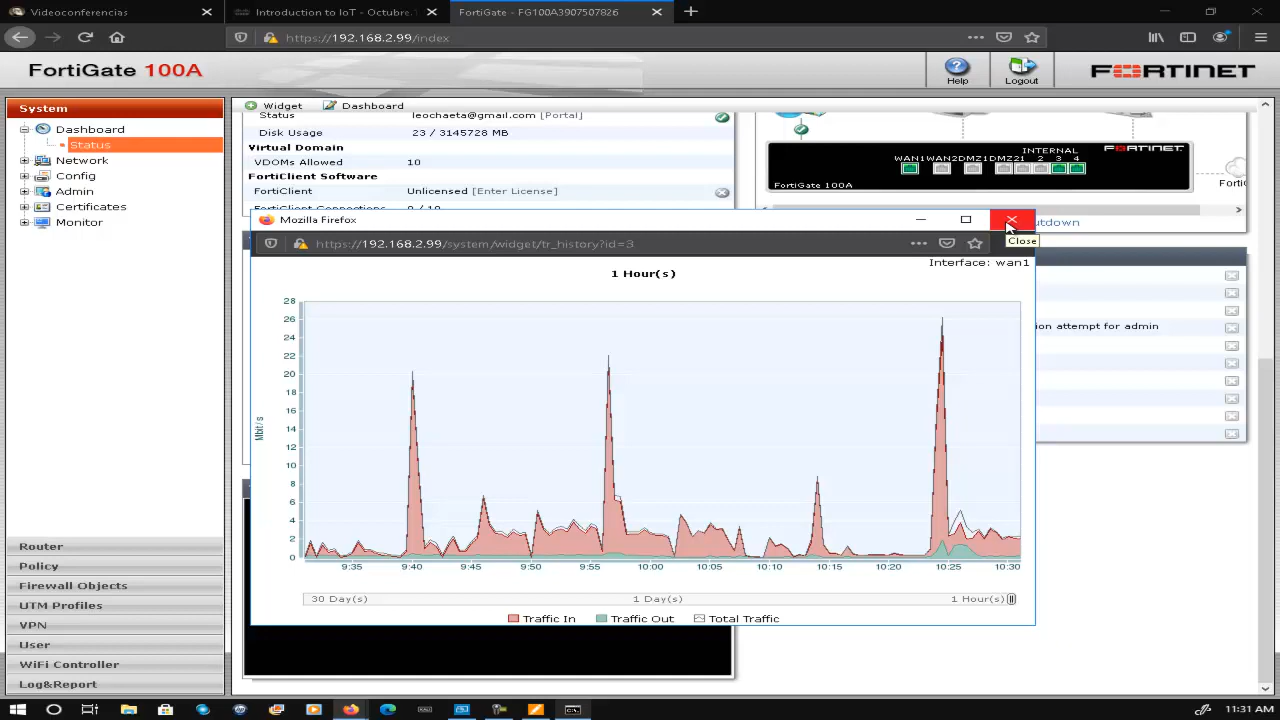 Videoconferencias
Introduction to IoT - Octubre.
FortiGate - FG100A3907507826
https://192.168.2.99/index
FortiGate 100A
Help
Logout
FORTINET
System
Dashboard
Status
Network
Config
Admin
Certificates
Monitor
Router
Policy
Firewall Objects
UTM Profiles
VPN
User
WiFi Controller
Log&Report
Widget
Dashboard
Status leochaeta@gmail.com [Portal]
Disk Usage 23 / 3145728 MB
Virtual Domain
VDOMs Allowed 10
FortiClient Software
FortiClient Unlicensed [Enter License]
FortiClient Connections 0 / 10
INTERNAL
FORTINET
WAN1 WAN2 DMZ1 DMZ2 1 2 3 4
FortiGate 100A
utdown
ion attempt for admin
Mozilla Firefox
Close
https://192.168.2.99/system/widget/tr_history?id=3
Interface: wan1
1 Hour(s)
Mbit/s
28
26
24
22
20
18
16
14
12
10
8
6
4
2
0
9:35 9:40 9:45 9:50 9:55 10:00 10:05 10:10 10:15 10:20 10:25 10:30
30 Day(s) 1 Day(s) 1 Hour(s)
Traffic In Traffic Out Total Traffic
11:31 AM